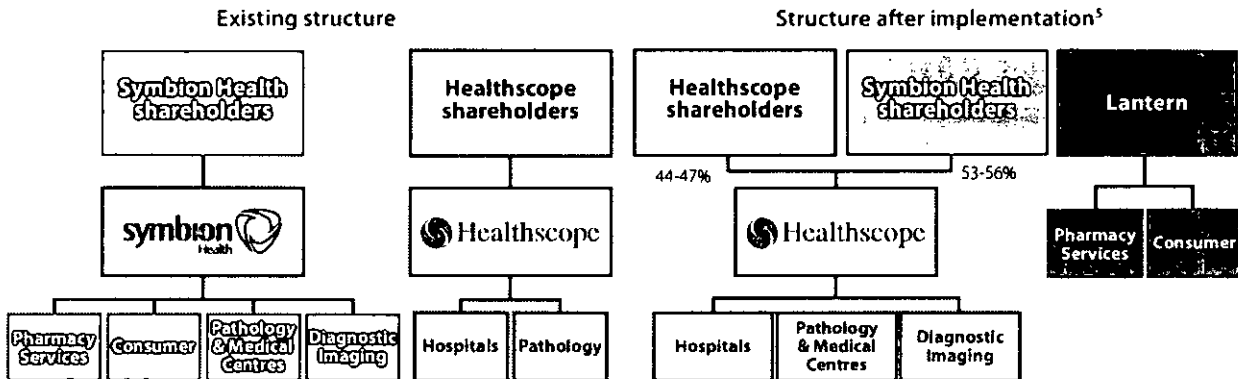 Existing structure
Structure after implementation⁵
Symbion Health
shareholders
Healthscope
shareholders
Healthscope
shareholders
Symbion Health
shareholders
Lantern
44-47%
53-56%
symbion
Health
Healthscope
Healthscope
Pharmacy
Services
Consumer
Pharmacy
Services
Consumer
Pathology
& Medical
Centres
Diagnostic
Imaging
Hospitals
Pathology
Hospitals
Pathology
& Medical
Centres
Diagnostic
Imaging